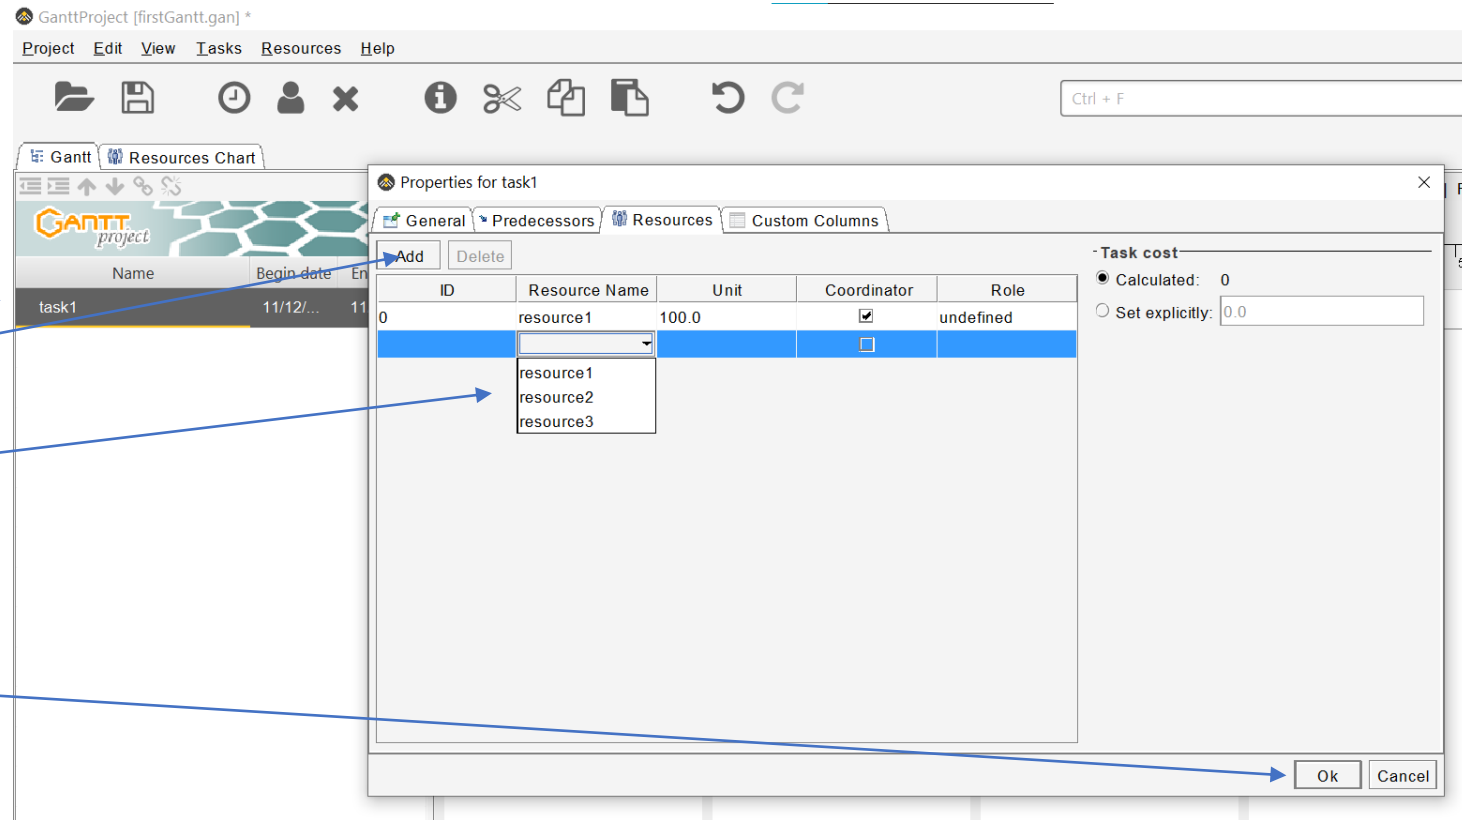 GanttProject [firstGantt.gan] *
Project Edit View Tasks Resources Help
Ctrl + F
Gantt Resources Chart
GANTT
project
Name Begin date En
task1 11/12/... 11
Properties for task1
General Predecessors Resources Custom Columns
Add Delete
ID Resource Name Unit Coordinator Role
0 resource1 100.0 undefined
resource1
resource2
resource3
Task cost
Calculated: 0
Set explicitly: 0.0
Ok Cancel